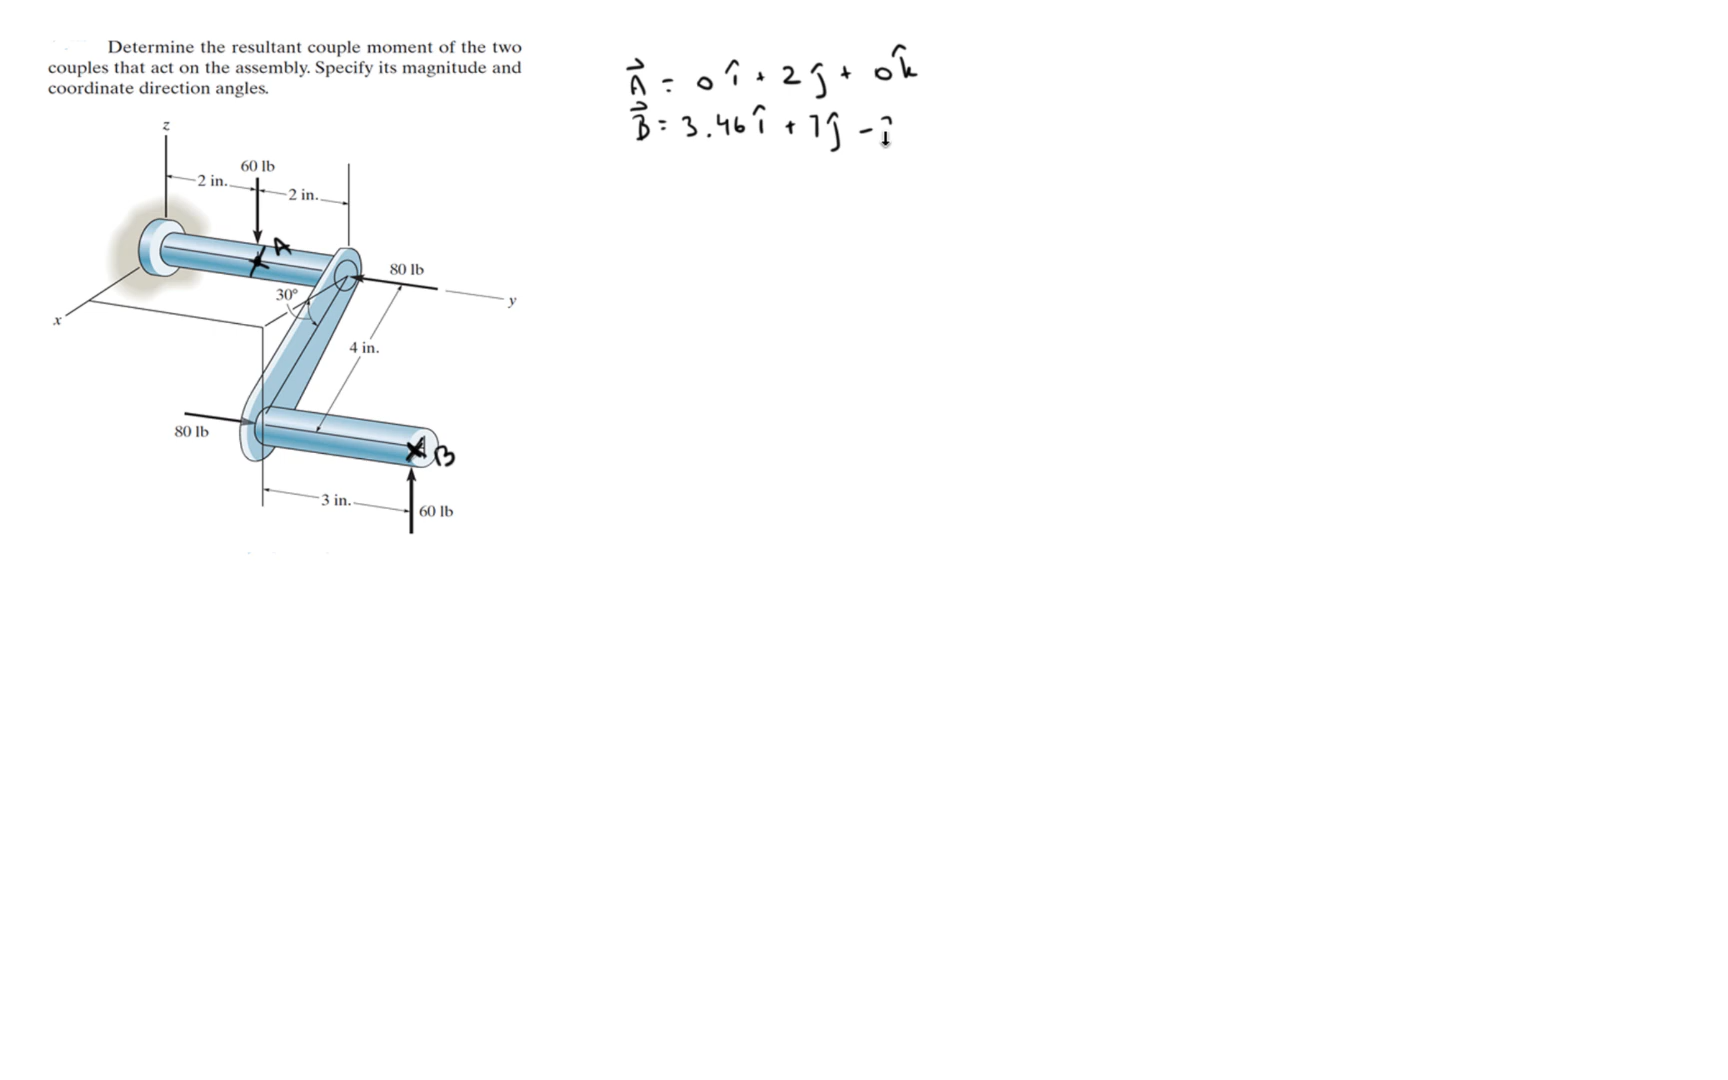 Determine the resultant couple moment of the two
couples that act on the assembly. Specify its magnitude and
coordinate direction angles.
A⃗ = 0î + 2ĵ + 0k̂
B⃗ = 3.46î + 7ĵ -
z
60 lb
2 in.
2 in.
A
80 lb
30°
y
x
4 in.
80 lb
B
3 in.
60 lb